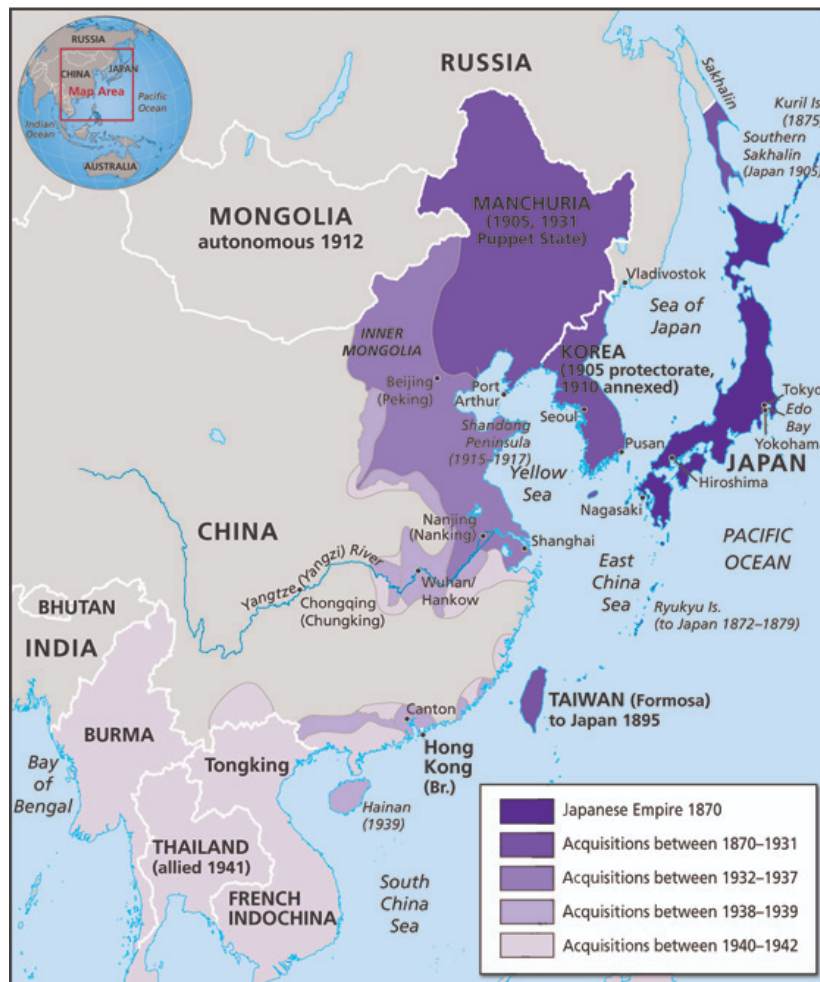 RUSSIA
CHINA
JAPAN
Map Area
Pacific
Ocean
Indian
Ocean
AUSTRALIA
RUSSIA
Sakhalin
Kuril Is.
(1875)
Southern
Sakhalin
(Japan 1905)
MONGOLIA
autonomous 1912
MANCHURIA
(1905, 1931
Puppet State)
Vladivostok
Sea of
Japan
INNER
MONGOLIA
Beijing
(Peking)
Port
Arthur
KOREA
(1905 protectorate,
1910 annexed)
Seoul
Shandong
Peninsula
(1915–1917)
Pusan
Tokyo
Edo
Bay
Yokohama
JAPAN
Hiroshima
Yellow
Sea
Nagasaki
CHINA
Nanjing
(Nanking)
Shanghai
PACIFIC
OCEAN
East
China
Sea
Yangtze (Yangzi) River
Wuhan/
Hankow
Chongqing
(Chungking)
Ryukyu Is.
(to Japan 1872–1879)
BHUTAN
INDIA
TAIWAN (Formosa)
to Japan 1895
Canton
BURMA
Tongking
Hong
Kong
(Br.)
Bay
of
Bengal
Hainan
(1939)
THAILAND
(allied 1941)
FRENCH
INDOCHINA
South
China
Sea
Japanese Empire 1870
Acquisitions between 1870–1931
Acquisitions between 1932–1937
Acquisitions between 1938–1939
Acquisitions between 1940–1942